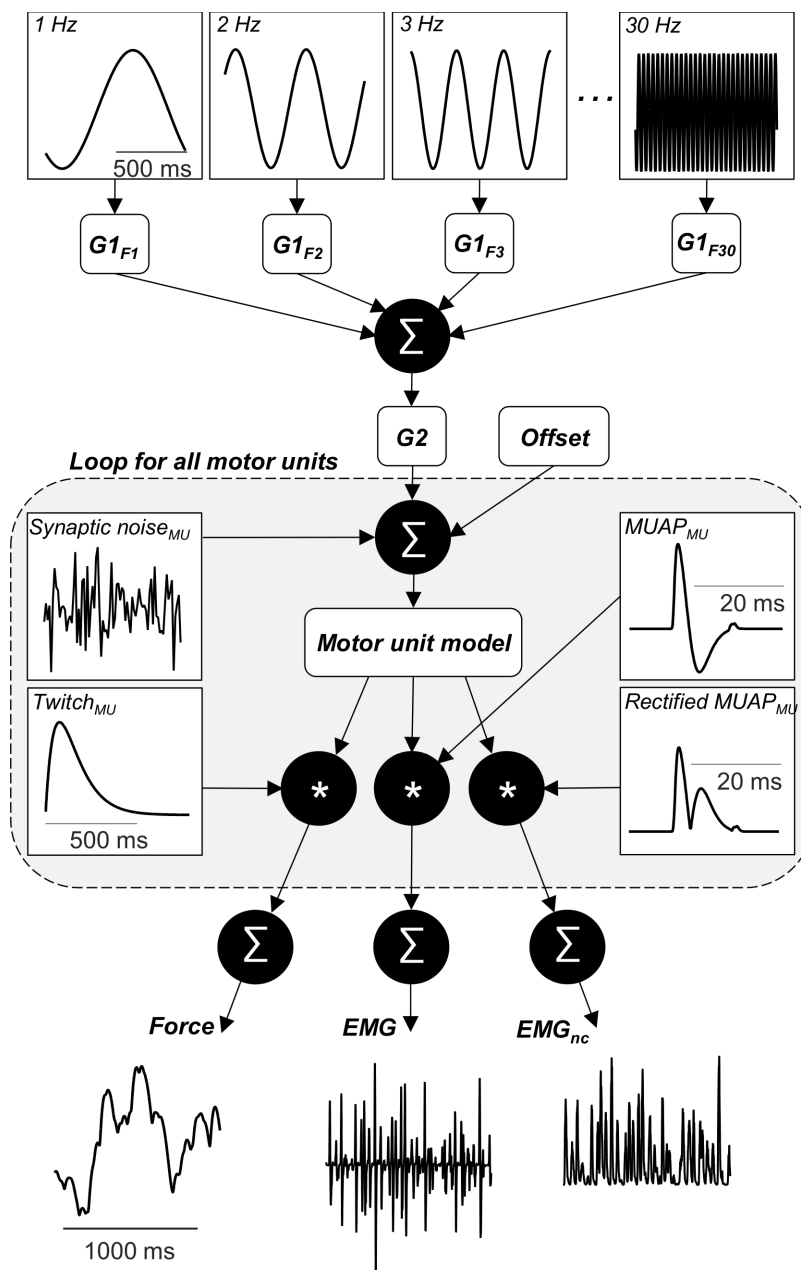 1 Hz
2 Hz
3 Hz
30 Hz
...
500 ms
G1F1
G1F2
G1F3
G1F30
Σ
G2
Offset
Loop for all motor units
Synaptic noiseMU
Σ
MUAPMU
20 ms
Motor unit model
TwitchMU
Rectified MUAPMU
20 ms
500 ms
* * *
Σ Σ Σ
Force
EMG
EMGnc
1000 ms